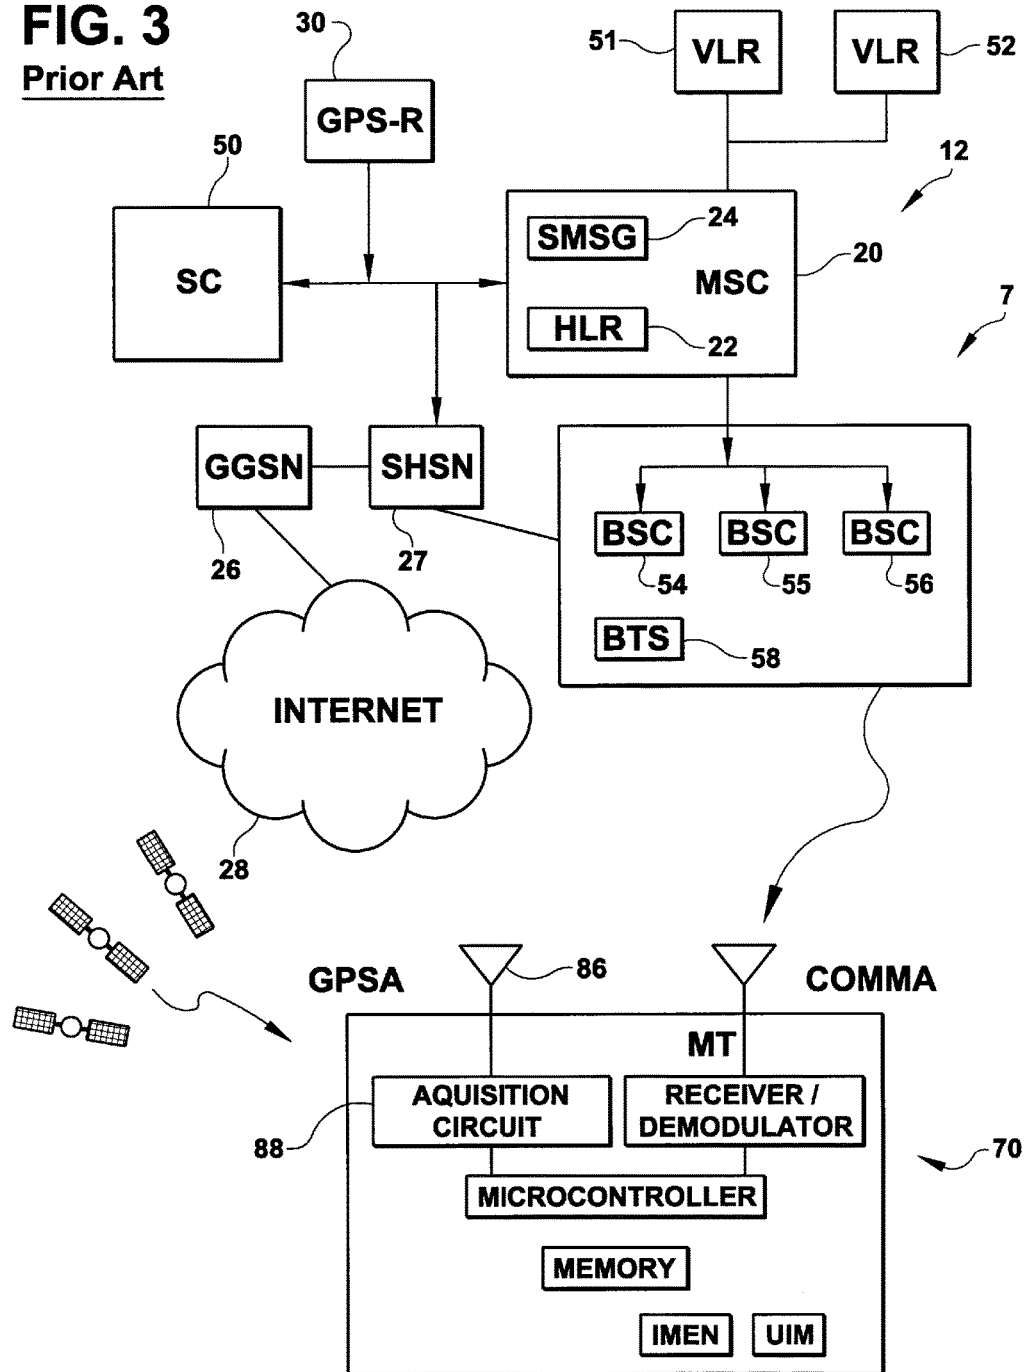 FIG. 3
Prior Art
30
GPS-R
51
VLR
VLR
52
50
SC
12
SMSG
24
MSC
20
HLR
22
7
GGSN
26
SHSN
27
BSC
54
BSC
55
BSC
56
BTS
58
INTERNET
28
GPSA
86
COMMA
MT
AQUISITION
CIRCUIT
88
RECEIVER /
DEMODULATOR
70
MICROCONTROLLER
MEMORY
IMEN
UIM